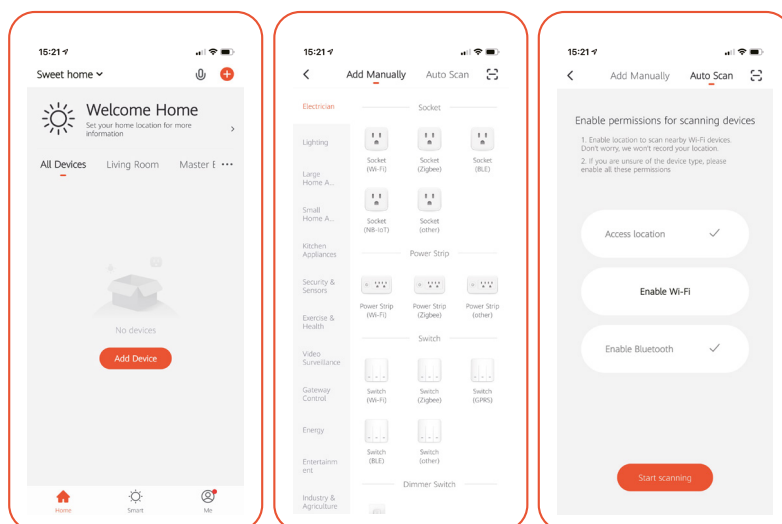 15:21
Sweet home
Welcome Home
Set your home location for more
information
All Devices Living Room Master E
No devices
Add Device
Home Smart Me
15:21
Add Manually Auto Scan
Electrician
Lighting
Large
Home A...
Small
Home A...
Kitchen
Appliances
Security &
Sensors
Exercise &
Health
Video
Surveillance
Gateway
Control
Energy
Entertainm
ent
Industry &
Agriculture
Socket
Socket
(Wi-Fi)
Socket
(Zigbee)
Socket
(BLE)
Socket
(NB-IoT)
Socket
(other)
Power Strip
Power Strip
(Wi-Fi)
Power Strip
(Zigbee)
Power Strip
(other)
Switch
Switch
(Wi-Fi)
Switch
(Zigbee)
Switch
(GPRS)
Switch
(BLE)
Switch
(other)
Dimmer Switch
15:21
Add Manually Auto Scan
Enable permissions for scanning devices
1. Enable location to scan nearby Wi-Fi devices.
Don't worry, we won't record your location.
2. If you are unsure of the device type, please
enable all these permissions
Access location
Enable Wi-Fi
Enable Bluetooth
Start scanning